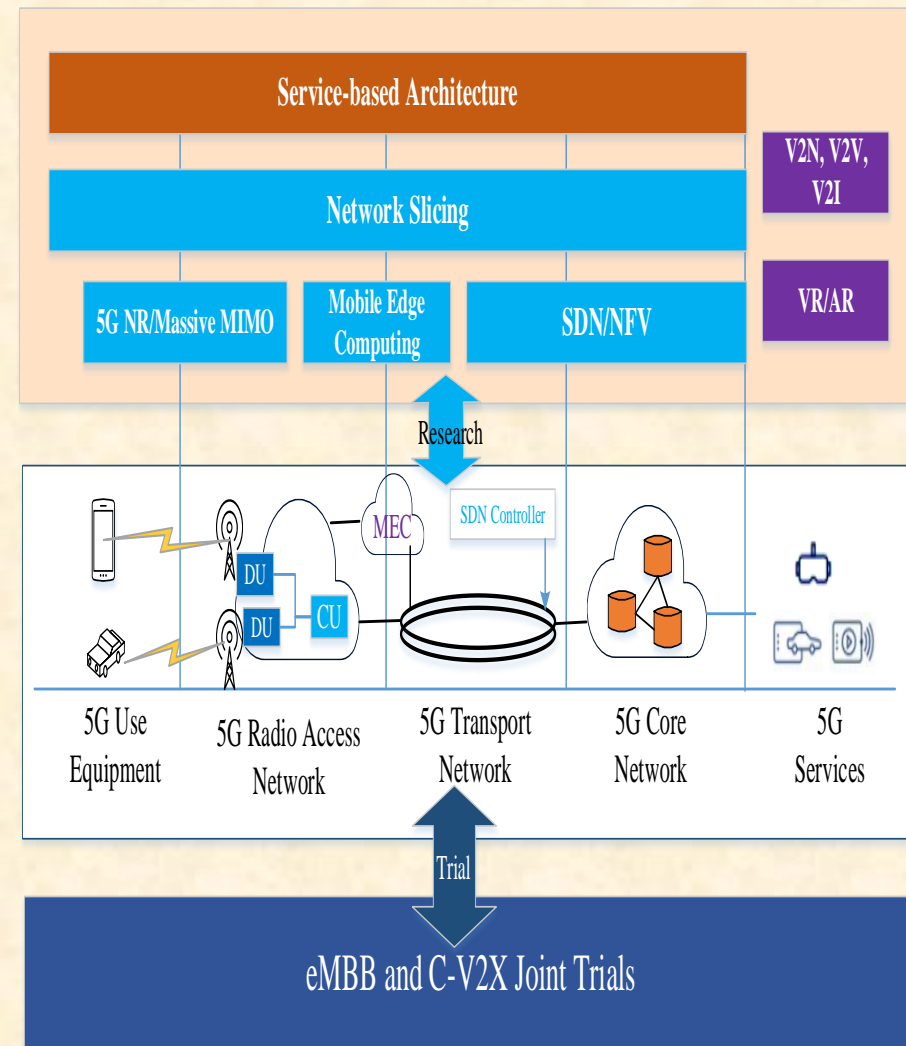 Service-based Architecture
V2N, V2V,
V2I
Network Slicing
5G NR/Massive MIMO
Mobile Edge
Computing
SDN/NFV
VR/AR
Research
MEC
SDN Controller
DU
DU
CU
5G Use
Equipment
5G Radio Access
Network
5G Transport
Network
5G Core
Network
5G
Services
Trial
eMBB and C-V2X Joint Trials